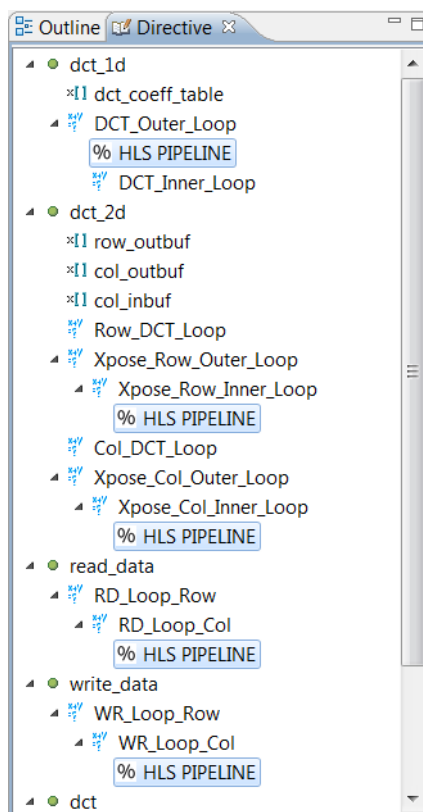 Outline Directive
dct_1d
×[] dct_coeff_table
DCT_Outer_Loop
% HLS PIPELINE
DCT_Inner_Loop
dct_2d
×[] row_outbuf
×[] col_outbuf
×[] col_inbuf
Row_DCT_Loop
Xpose_Row_Outer_Loop
Xpose_Row_Inner_Loop
% HLS PIPELINE
Col_DCT_Loop
Xpose_Col_Outer_Loop
Xpose_Col_Inner_Loop
% HLS PIPELINE
read_data
RD_Loop_Row
RD_Loop_Col
% HLS PIPELINE
write_data
WR_Loop_Row
WR_Loop_Col
% HLS PIPELINE
dct